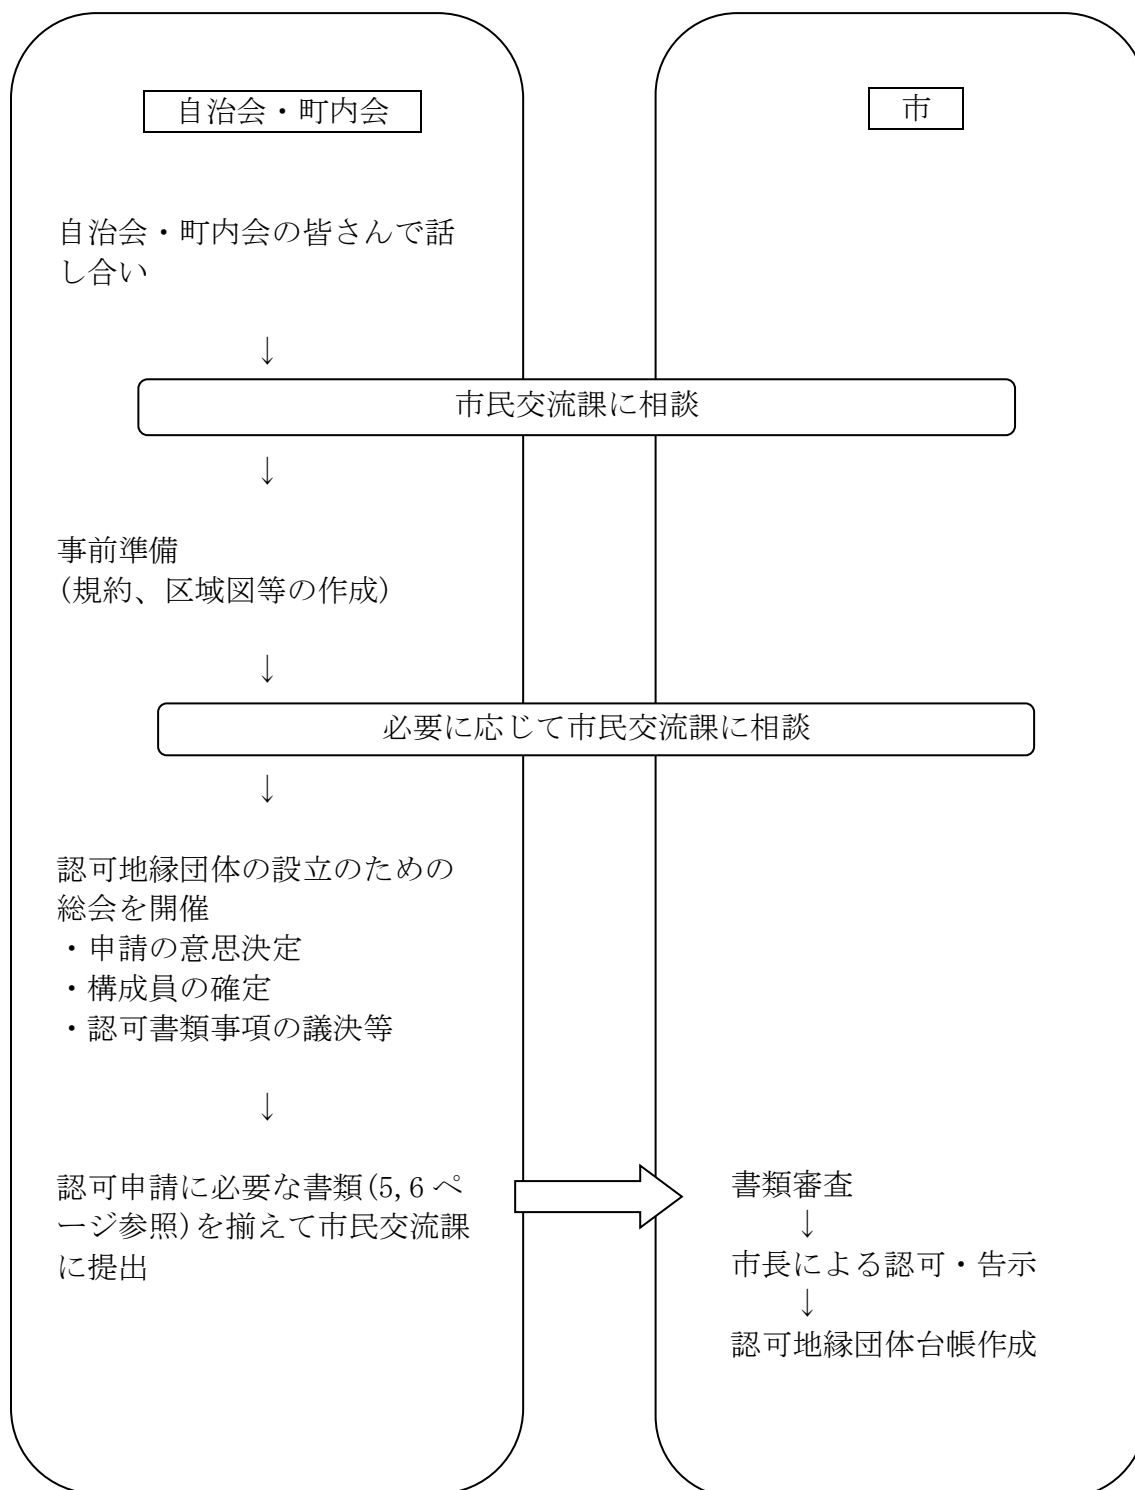 自治会・町内会
市
自治会・町内会の皆さんで話
し合い
↓
市民交流課に相談
↓
事前準備
(規約、区域図等の作成)
↓
必要に応じて市民交流課に相談
↓
認可地縁団体の設立のための
総会を開催
・申請の意思決定
・構成員の確定
・認可書類事項の議決等
↓
認可申請に必要な書類(5,6ペ
ージ参照)を揃えて市民交流課
に提出
書類審査
↓
市長による認可・告示
↓
認可地縁団体台帳作成